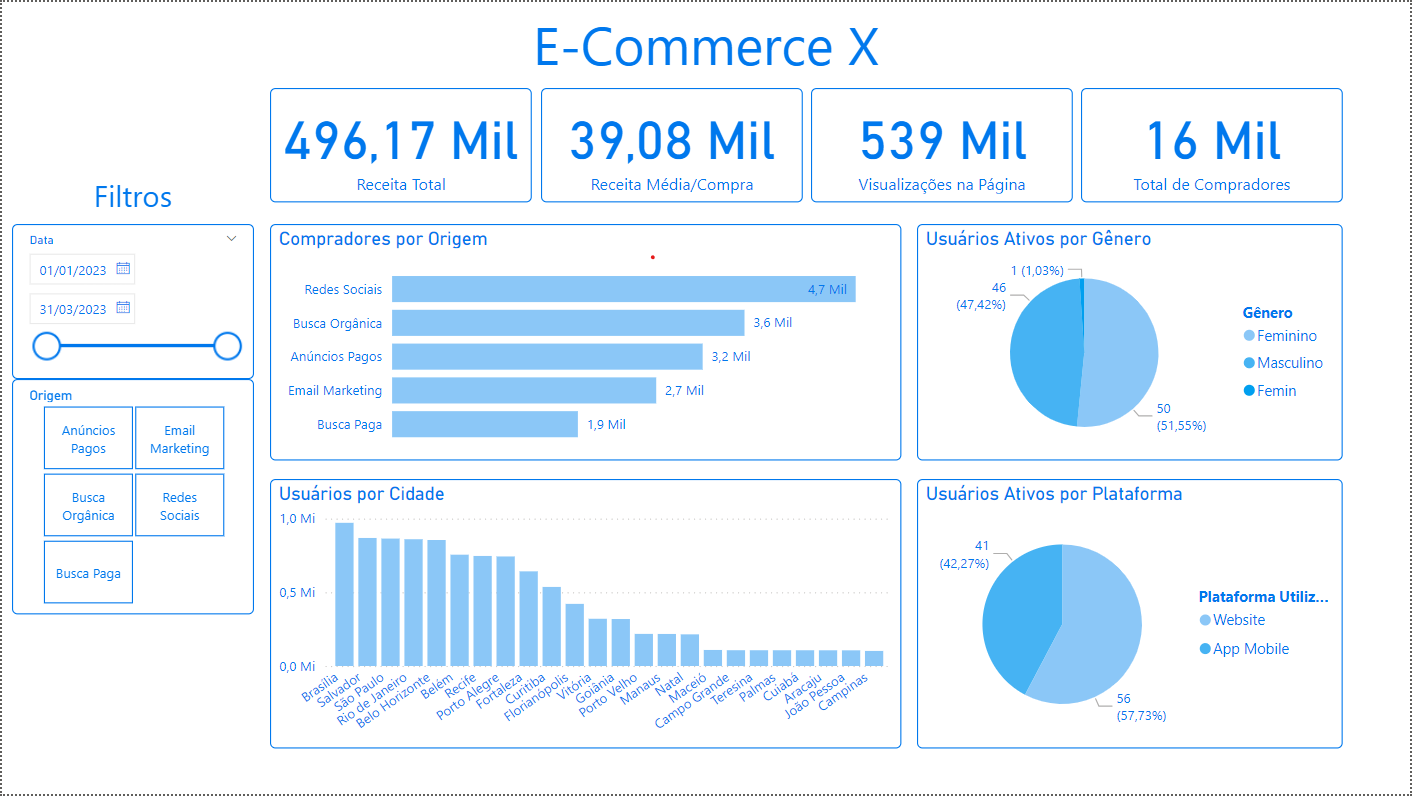 E-Commerce X
496,17 Mil
Receita Total
39,08 Mil
Receita Média/Compra
539 Mil
Visualizações na Página
16 Mil
Total de Compradores
Filtros
Data
01/01/2023
31/03/2023
Origem
Anúncios
Pagos
Email
Marketing
Busca
Orgânica
Redes
Sociais
Busca Paga
Compradores por Origem
Redes Sociais
4,7 Mil
Busca Orgânica
3,6 Mil
Anúncios Pagos
3,2 Mil
Email Marketing
2,7 Mil
Busca Paga
1,9 Mil
Usuários Ativos por Gênero
1 (1,03%)
46
(47,42%)
50
(51,55%)
Gênero
Feminino
Masculino
Femin
Usuários por Cidade
1,0 Mi
0,5 Mi
0,0 Mi
Brasília
Salvador
São Paulo
Rio de Janeiro
Belo Horizonte
Belém
Recife
Porto Alegre
Fortaleza
Curitiba
Florianópolis
Vitória
Goiânia
Porto Velho
Manaus
Natal
Maceió
Campo Grande
Teresina
Palmas
Cuiabá
Aracaju
João Pessoa
Campinas
Usuários Ativos por Plataforma
41
(42,27%)
56
(57,73%)
Plataforma Utiliz...
Website
App Mobile